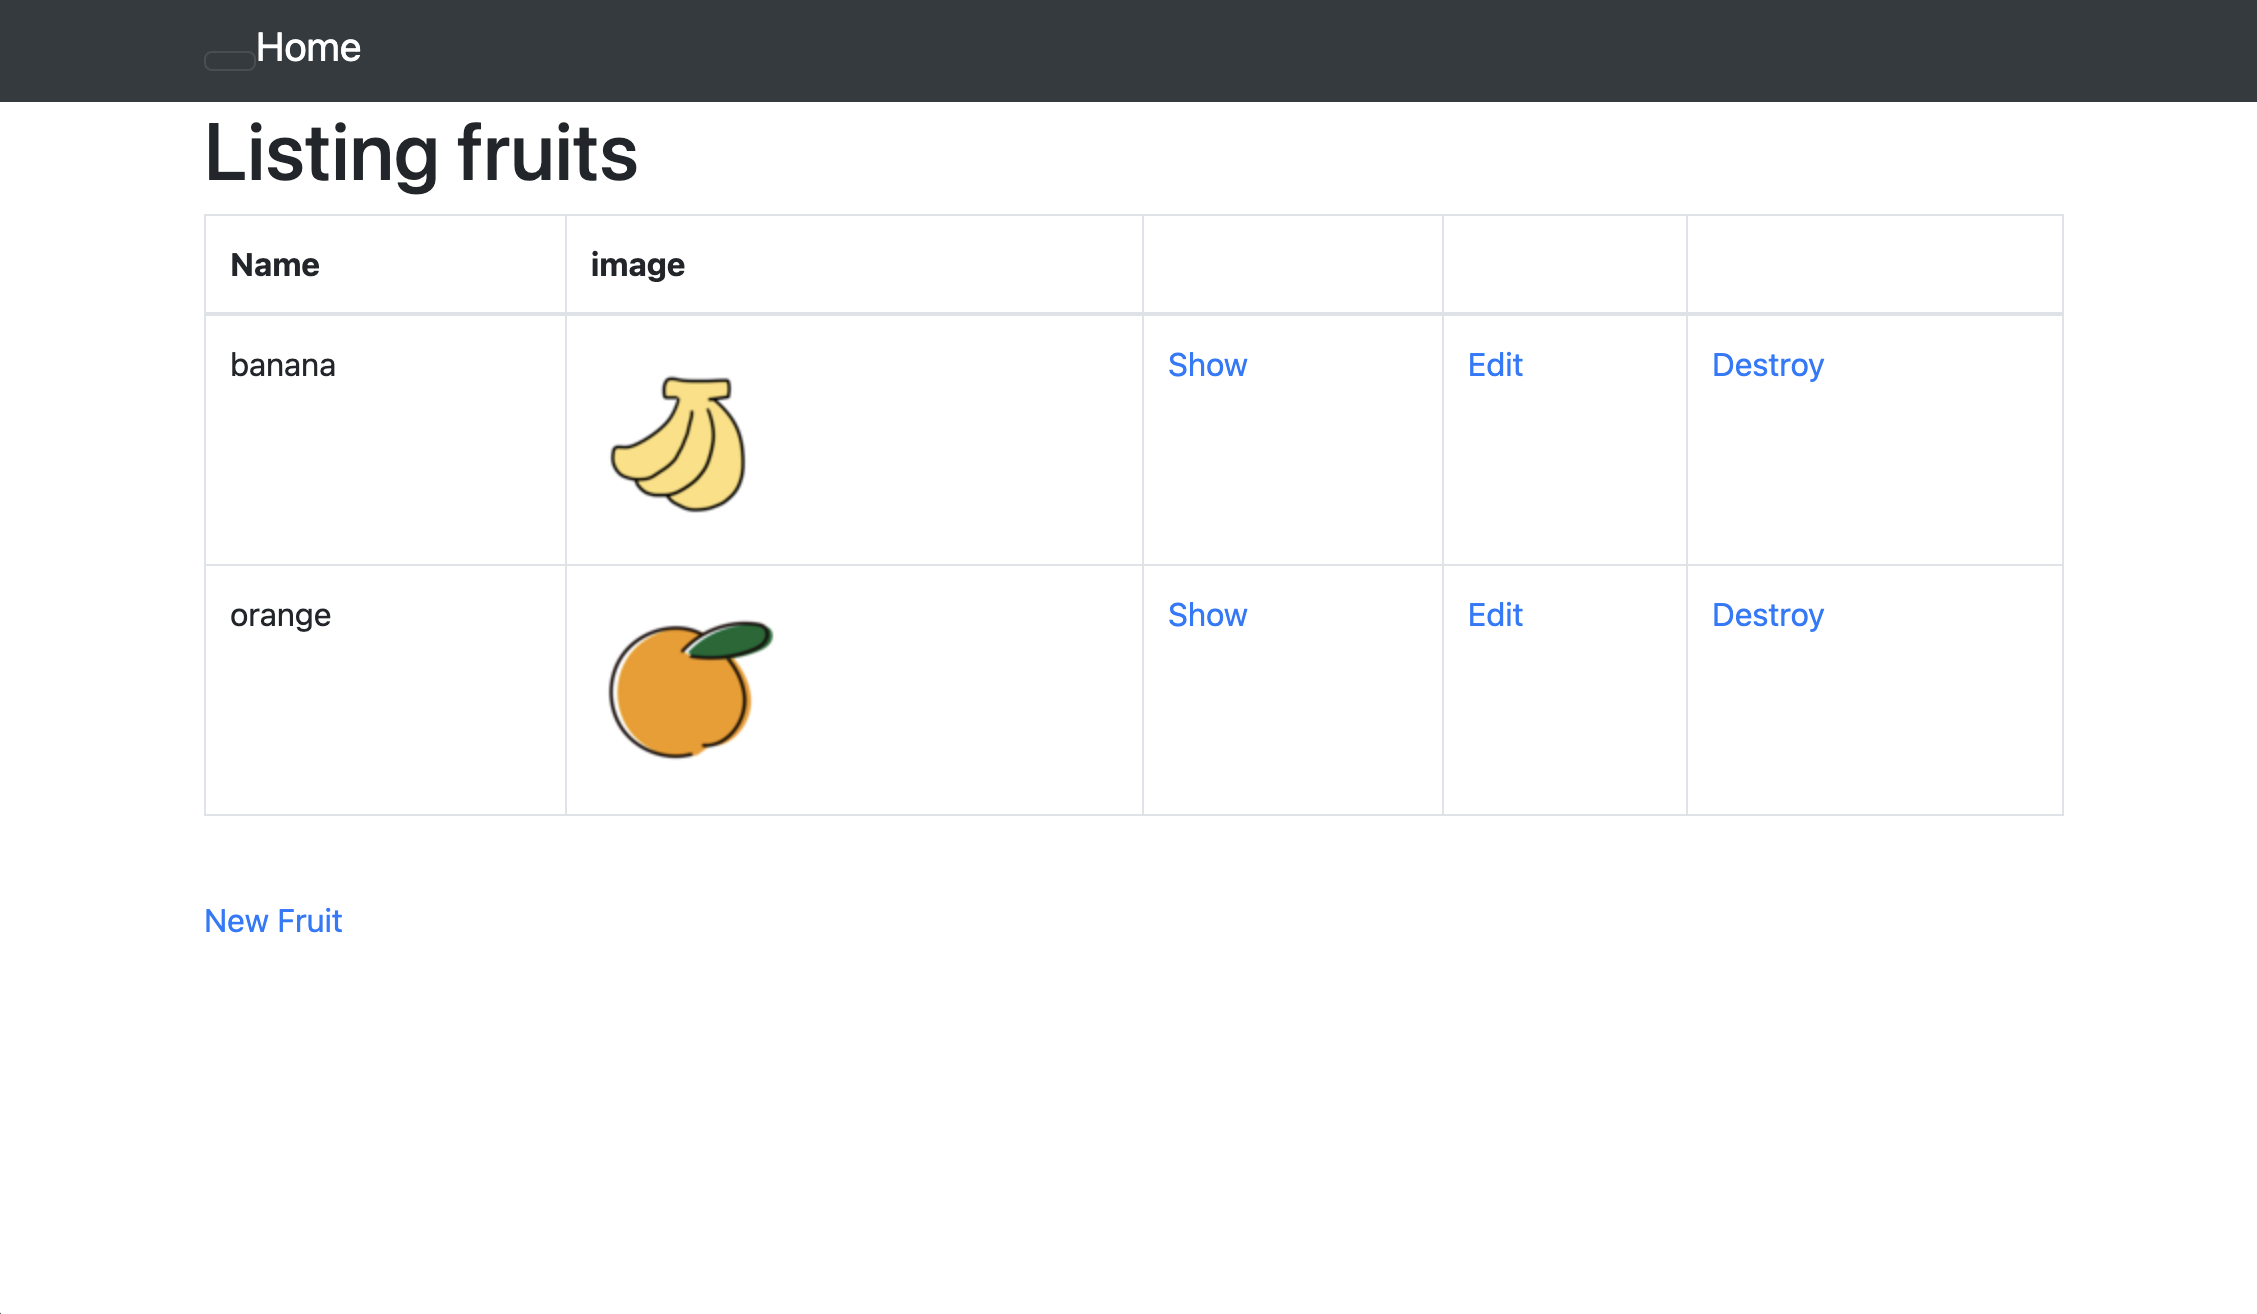 Home
Listing fruits
Name image
banana Show Edit Destroy
orange Show Edit Destroy
New Fruit